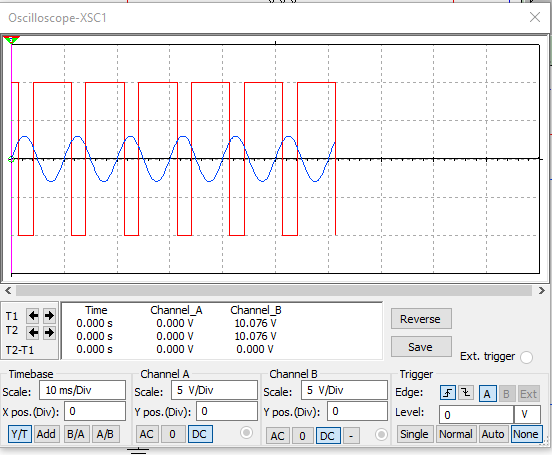 Oscilloscope-XSC1
T1
T2
T2-T1
Time Channel_A Channel_B
0.000 s 0.000 V 10.076 V
0.000 s 0.000 V 10.076 V
0.000 s 0.000 V 0.000 V
Reverse
Save
Ext. trigger
Timebase
Scale: 10 ms/Div
X pos.(Div): 0
Y/T Add B/A A/B
Channel A
Scale: 5 V/Div
Y pos.(Div): 0
AC 0 DC
Channel B
Scale: 5 V/Div
Y pos.(Div): 0
AC 0 DC -
Trigger
Edge: A B Ext
Level: 0 V
Single Normal Auto None